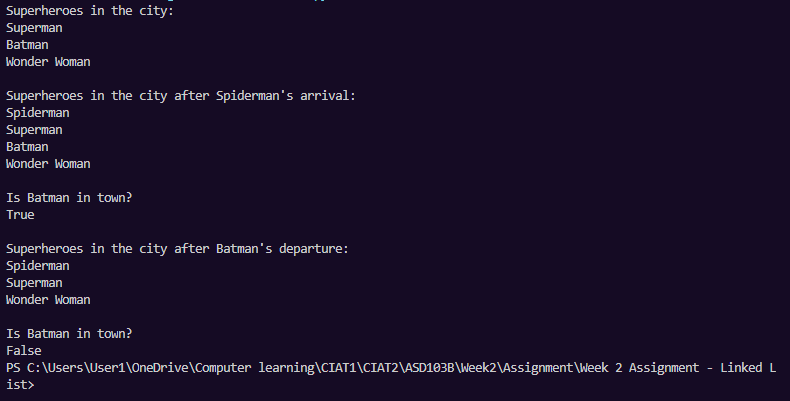 Superheroes in the city:
Superman
Batman
Wonder Woman
Superheroes in the city after Spiderman's arrival:
Spiderman
Superman
Batman
Wonder Woman
Is Batman in town?
True
Superheroes in the city after Batman's departure:
Spiderman
Superman
Wonder Woman
Is Batman in town?
False
PS C:\Users\User1\OneDrive\Computer learning\CIAT1\CIAT2\ASD103B\Week2\Assignment\Week 2 Assignment - Linked L
ist>